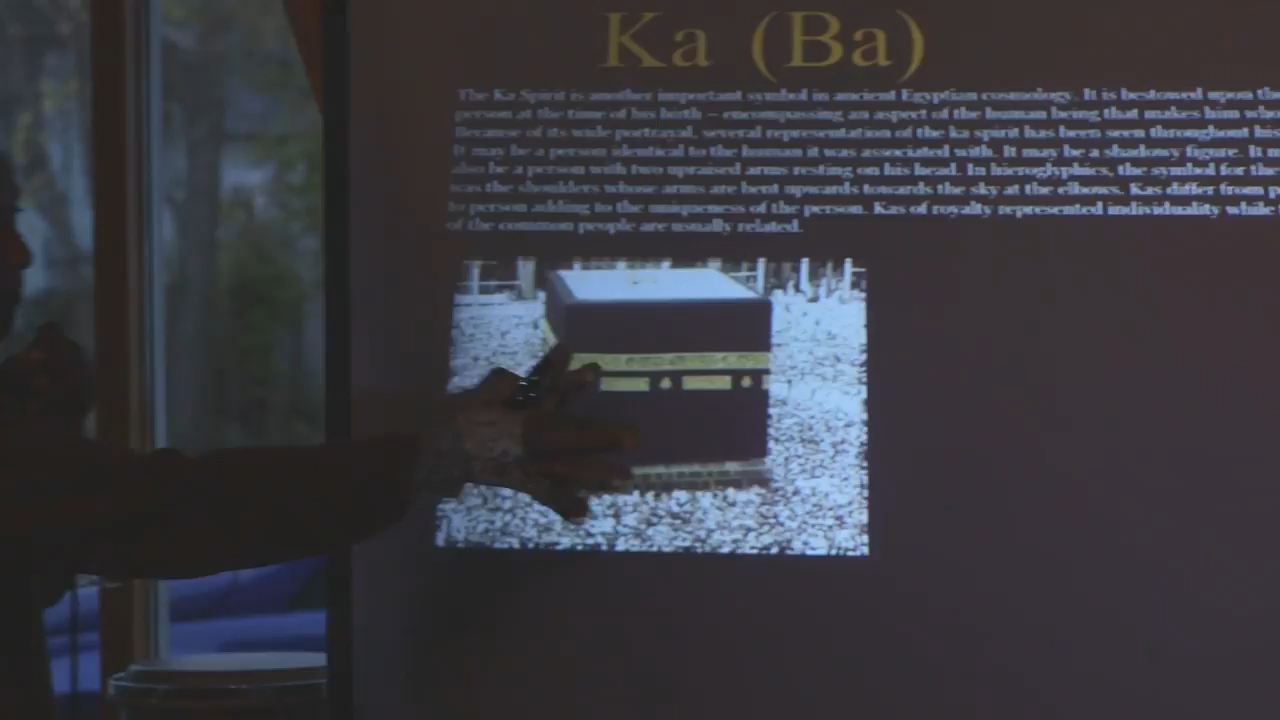 Ka (Ba)
The Ka Spirit is another important symbol in ancient Egyptian cosmology. It is bestowed upon the
person at the time of his birth – encompassing an aspect of the human being that makes him
Because of its wide portrayal, several representation of the ka spirit has been seen throughout
It may be a person identical to the human it was associated with. It may be a shadowy figure. It
also be a person with two upraised arms resting on his head. In hieroglyphics, the symbol for the
was the shoulders whose arms are bent upwards towards the sky at the elbows. Kas differ from
to person adding to the uniqueness of the person. Kas of royalty represented individuality while
of the common people are usually related.